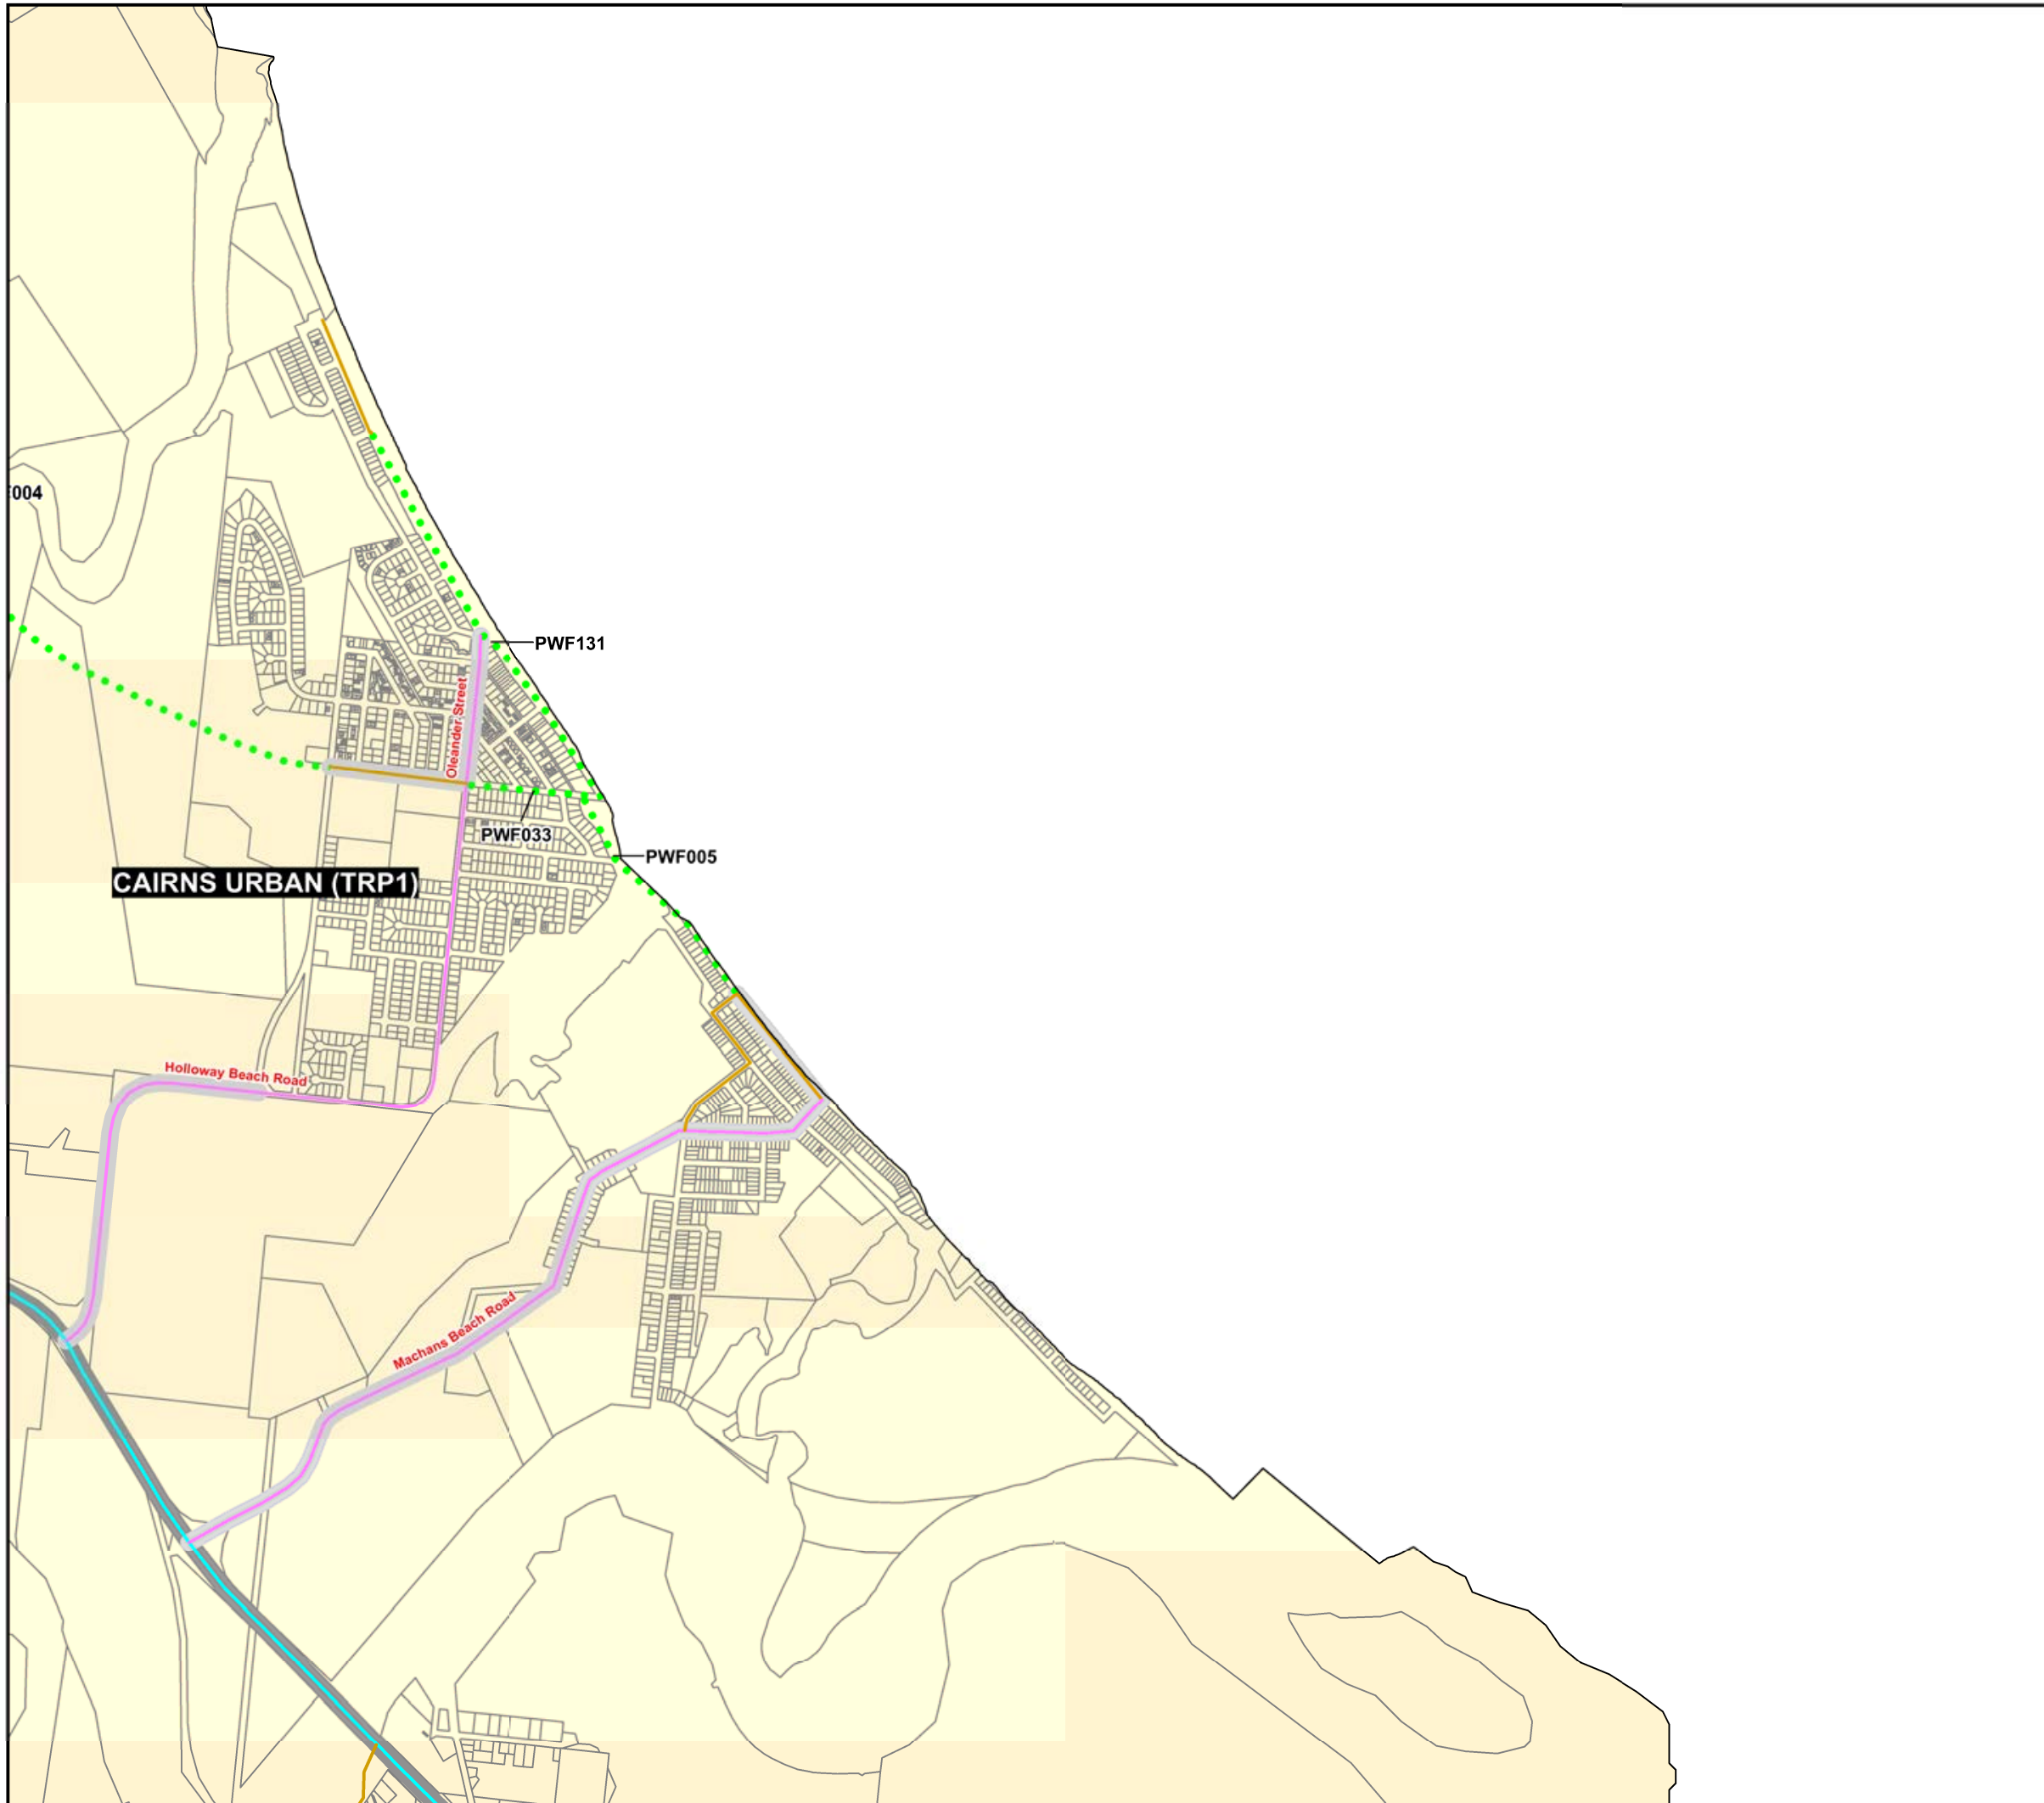 F004
PWF131
Oleander Street
PWF033
PWF005
CAIRNS URBAN (TRP1)
Holloway Beach Road
Machans Beach Road